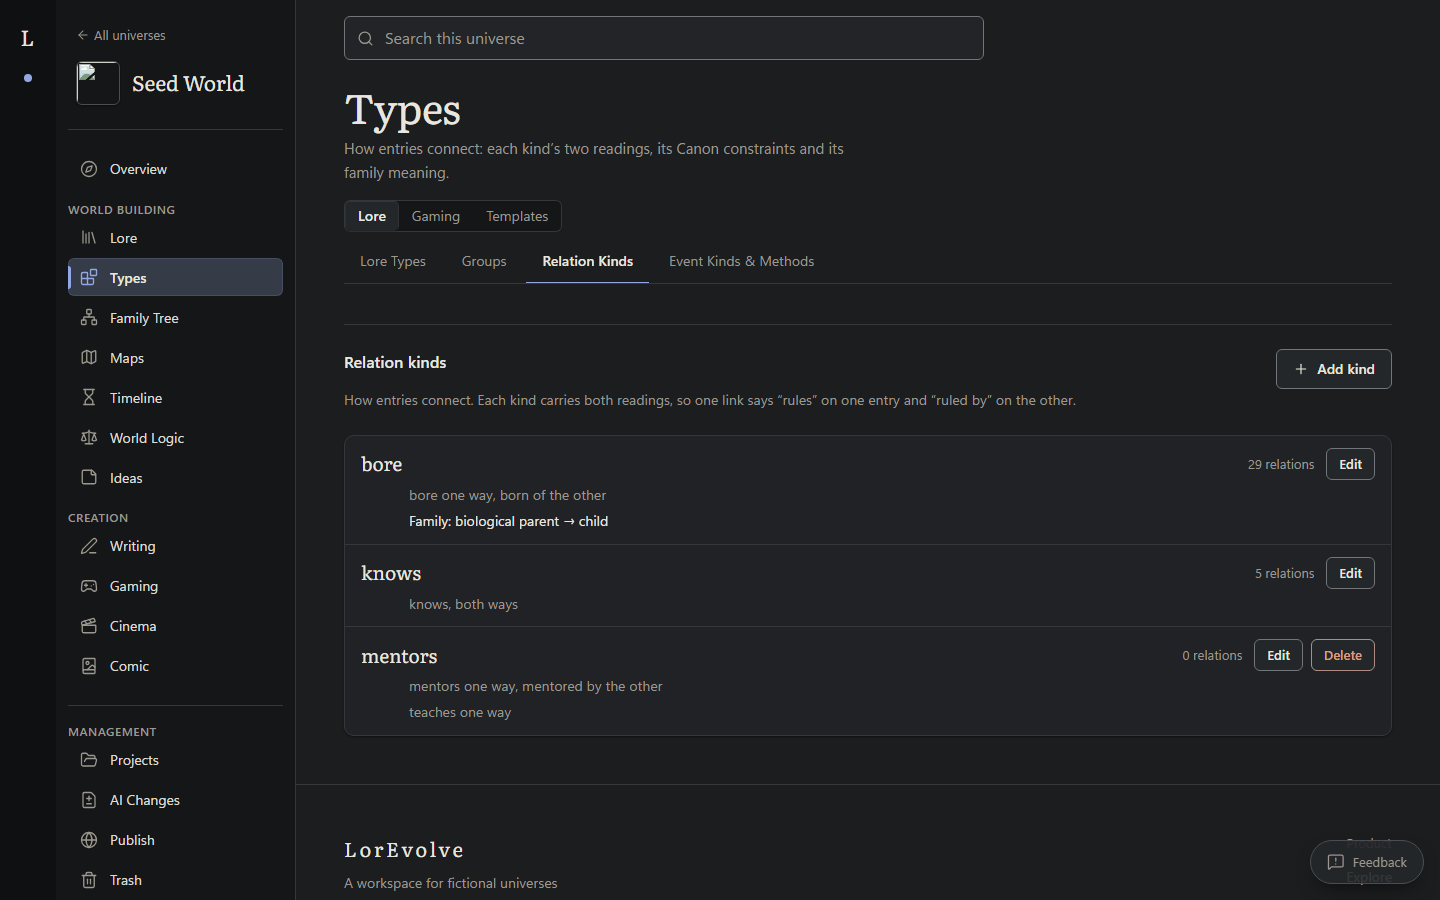 L
← All universes
Seed World
Overview
WORLD BUILDING
Lore
Types
Family Tree
Maps
Timeline
World Logic
Ideas
CREATION
Writing
Gaming
Cinema
Comic
MANAGEMENT
Projects
AI Changes
Publish
Trash
Search this universe
Types
How entries connect: each kind’s two readings, its Canon constraints and its
family meaning.
Lore Gaming Templates
Lore Types Groups Relation Kinds Event Kinds & Methods
Relation kinds
+ Add kind
How entries connect. Each kind carries both readings, so one link says “rules” on one entry and “ruled by” on the other.
bore 29 relations Edit
bore one way, born of the other
Family: biological parent → child
knows 5 relations Edit
knows, both ways
mentors 0 relations Edit Delete
mentors one way, mentored by the other
teaches one way
LorEvolve
A workspace for fictional universes
Product
Feedback
Explore